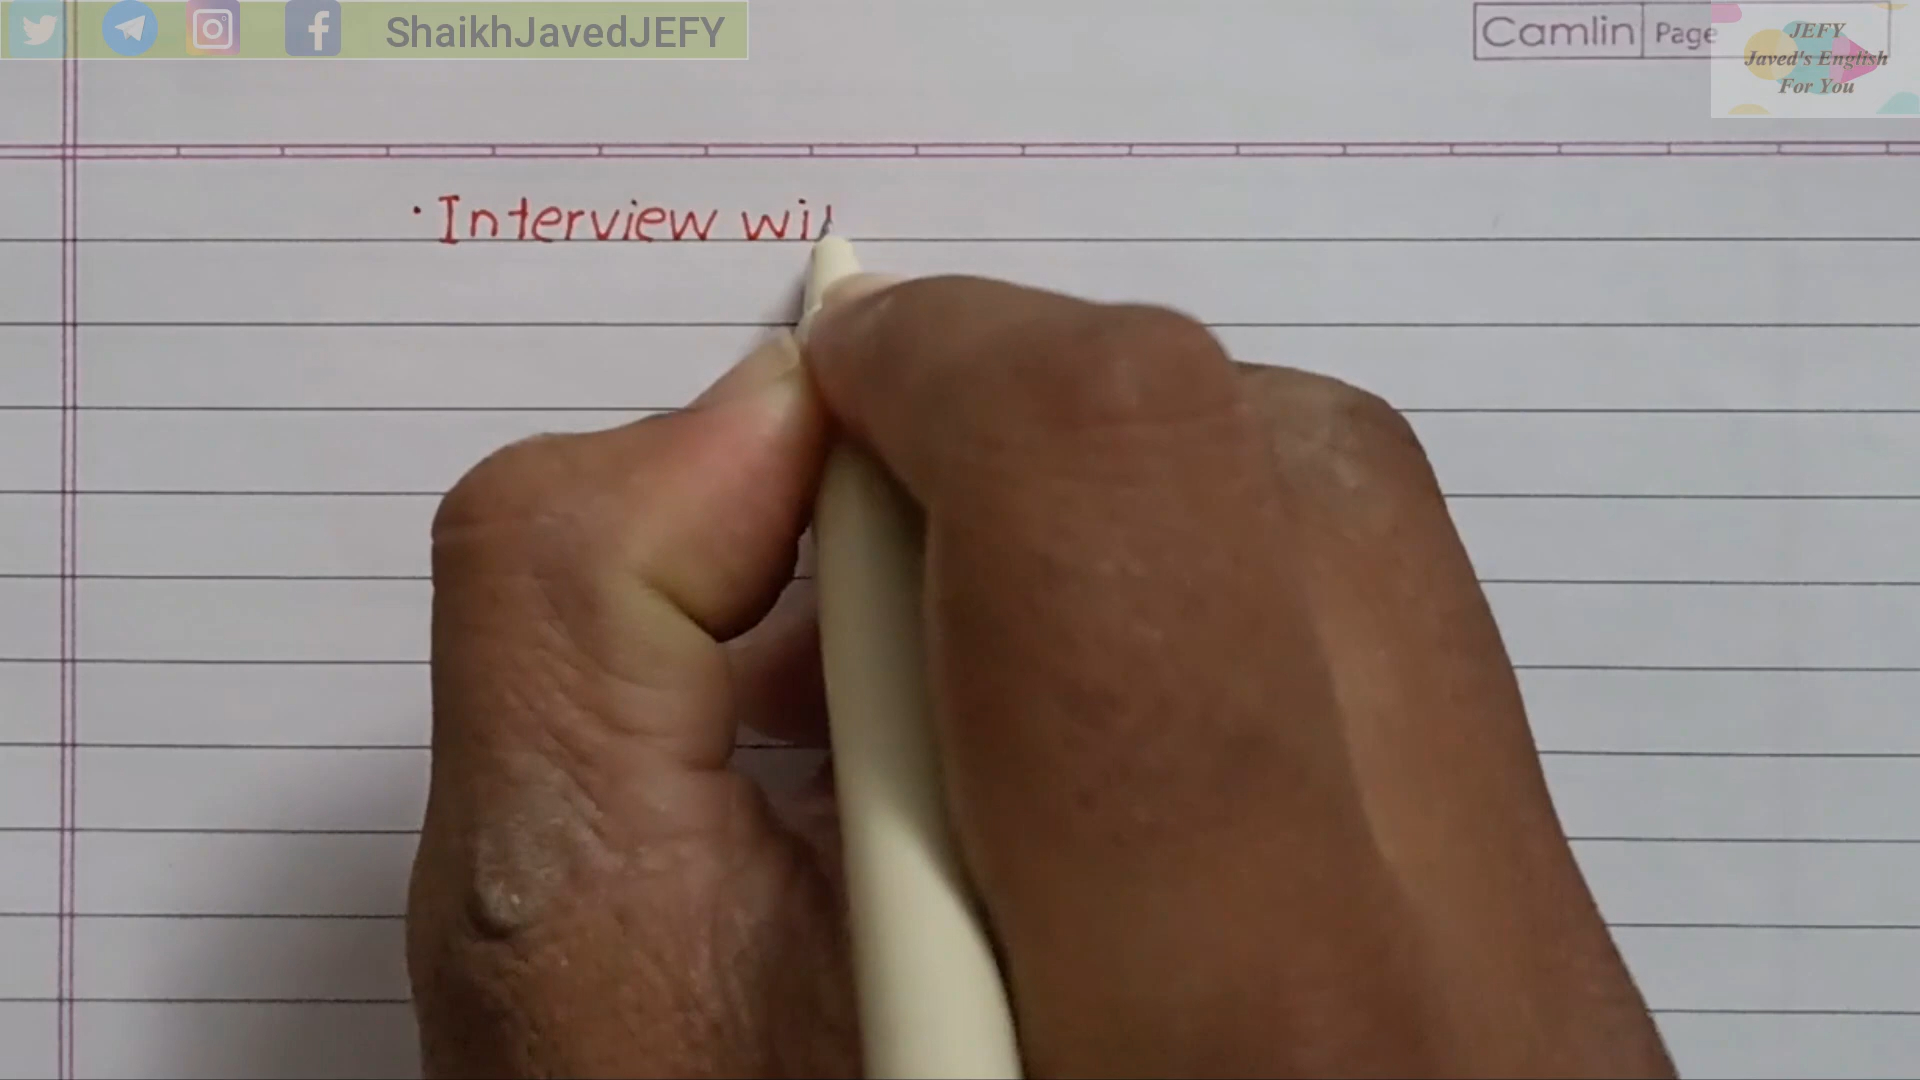 ShaikhJavedJEFY
Camlin Page
JEFY
Javed's English
For You
Interview wi